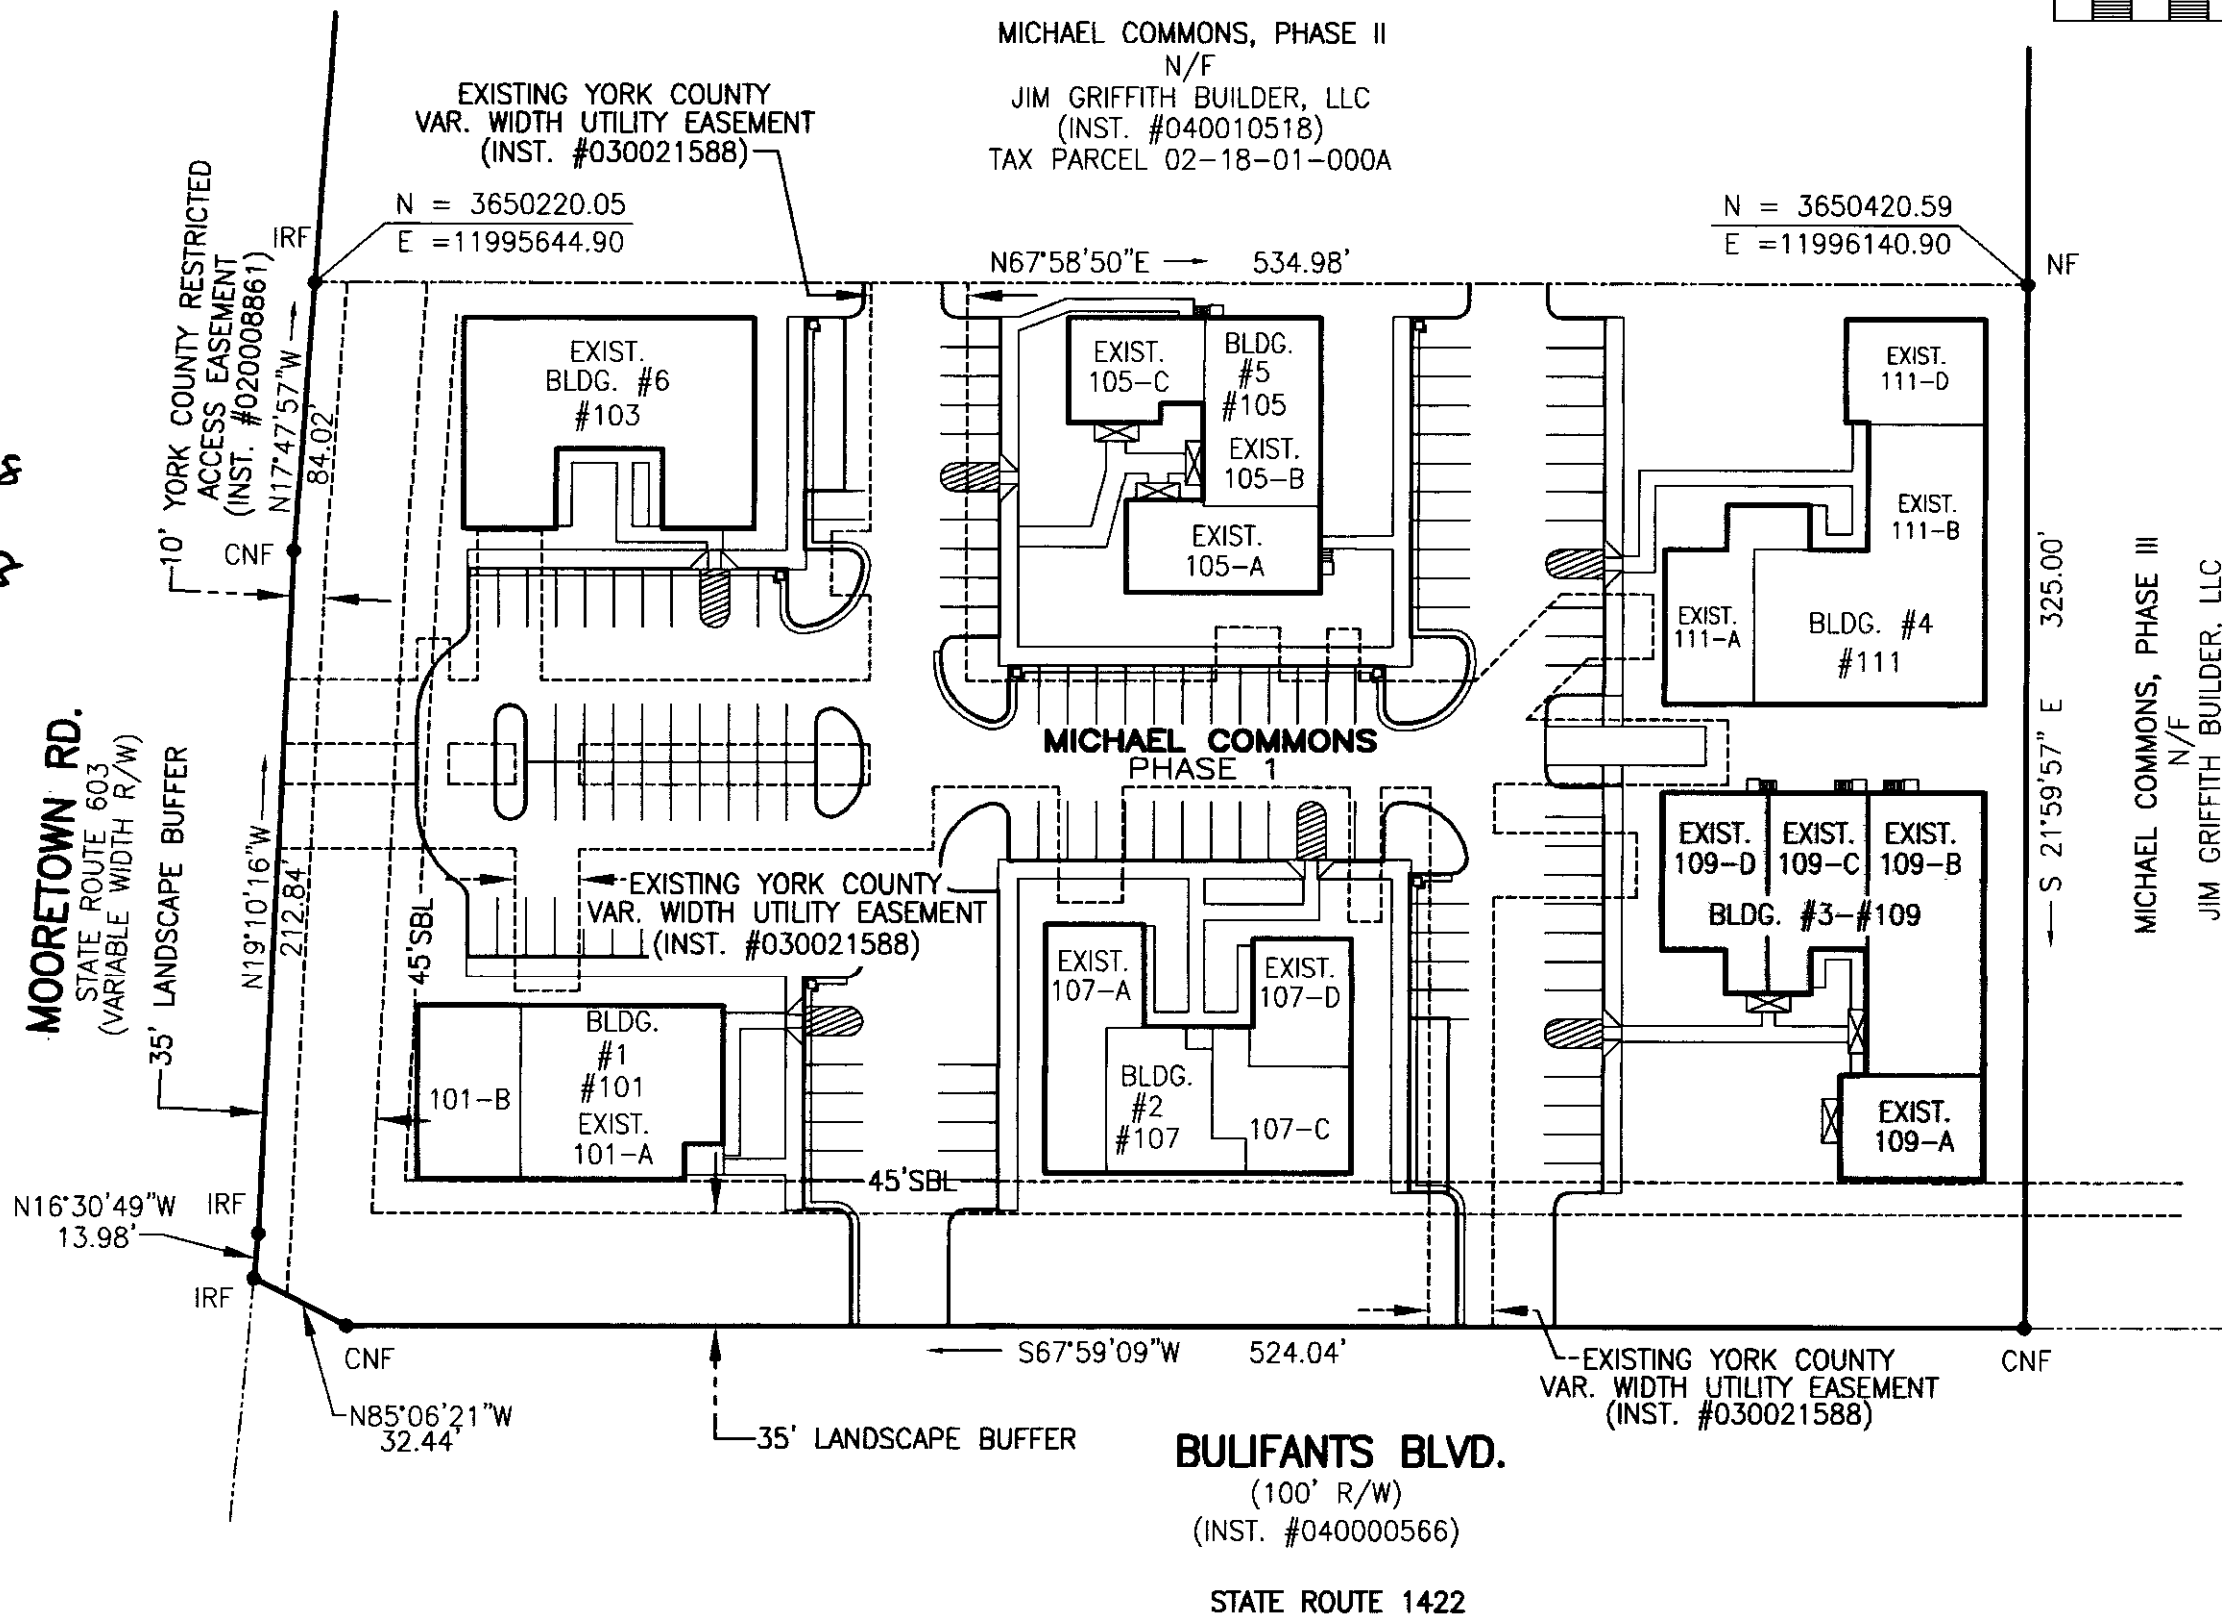 MICHAEL COMMONS, PHASE II
N/F
JIM GRIFFITH BUILDER, LLC
(INST. #040010518)
TAX PARCEL 02-18-01-000A
EXISTING YORK COUNTY
VAR. WIDTH UTILITY EASEMENT
(INST. #030021588)
N = 3650220.05
E =11995644.90
N = 3650420.59
E =11996140.90
IRF
N67°58'50"E
534.98'
NF
10' YORK COUNTY RESTRICTED
ACCESS EASEMENT
(INST. #020008861)
N17°47'57"W
84.02'
CNF
EXIST.
BLDG. #6
#103
EXIST.
105-C
BLDG.
#5
#105
EXIST.
105-B
EXIST.
105-A
EXIST.
111-D
EXIST.
111-B
EXIST.
111-A
BLDG. #4
#111
S 21°59'57" E
325.00'
MICHAEL COMMONS, PHASE III
N/F
JIM GRIFFITH BUILDER, LLC
MOORETOWN RD.
STATE ROUTE 603
(VARIABLE WIDTH R/W)
35' LANDSCAPE BUFFER
N19°10'16"W
212.84'
45'SBL
MICHAEL COMMONS
PHASE 1
EXISTING YORK COUNTY
VAR. WIDTH UTILITY EASEMENT
(INST. #030021588)
EXIST.
109-D
EXIST.
109-C
EXIST.
109-B
BLDG. #3-#109
EXIST.
109-A
EXIST.
107-A
EXIST.
107-D
BLDG.
#2
#107
107-C
101-B
BLDG.
#1
#101
EXIST.
101-A
45'SBL
N16°30'49"W
13.98'
IRF
IRF
CNF
N85°06'21"W
32.44'
S67°59'09"W
524.04'
CNF
35' LANDSCAPE BUFFER
EXISTING YORK COUNTY
VAR. WIDTH UTILITY EASEMENT
(INST. #030021588)
BULIFANTS BLVD.
(100' R/W)
(INST. #040000566)
STATE ROUTE 1422